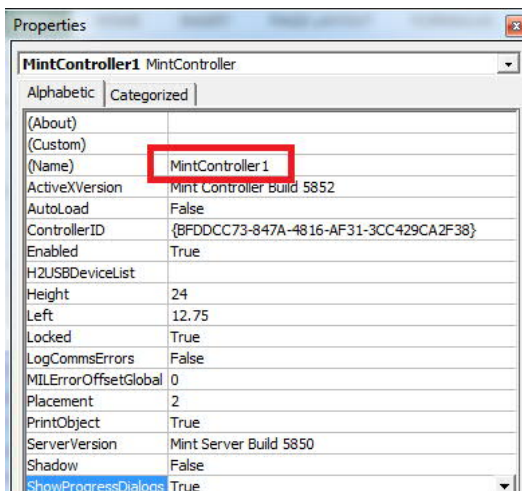 Properties
MintController1 MintController
Alphabetic Categorized
(About)
(Custom)
(Name) MintController1
ActiveXVersion Mint Controller Build 5852
AutoLoad False
ControllerID {BFDDCC73-847A-4816-AF31-3CC429CA2F38}
Enabled True
H2USBDeviceList
Height 24
Left 12.75
Locked True
LogCommsErrors False
MILErrorOffsetGlobal 0
Placement 2
PrintObject True
ServerVersion Mint Server Build 5850
Shadow False
ShowProgressDialogs True